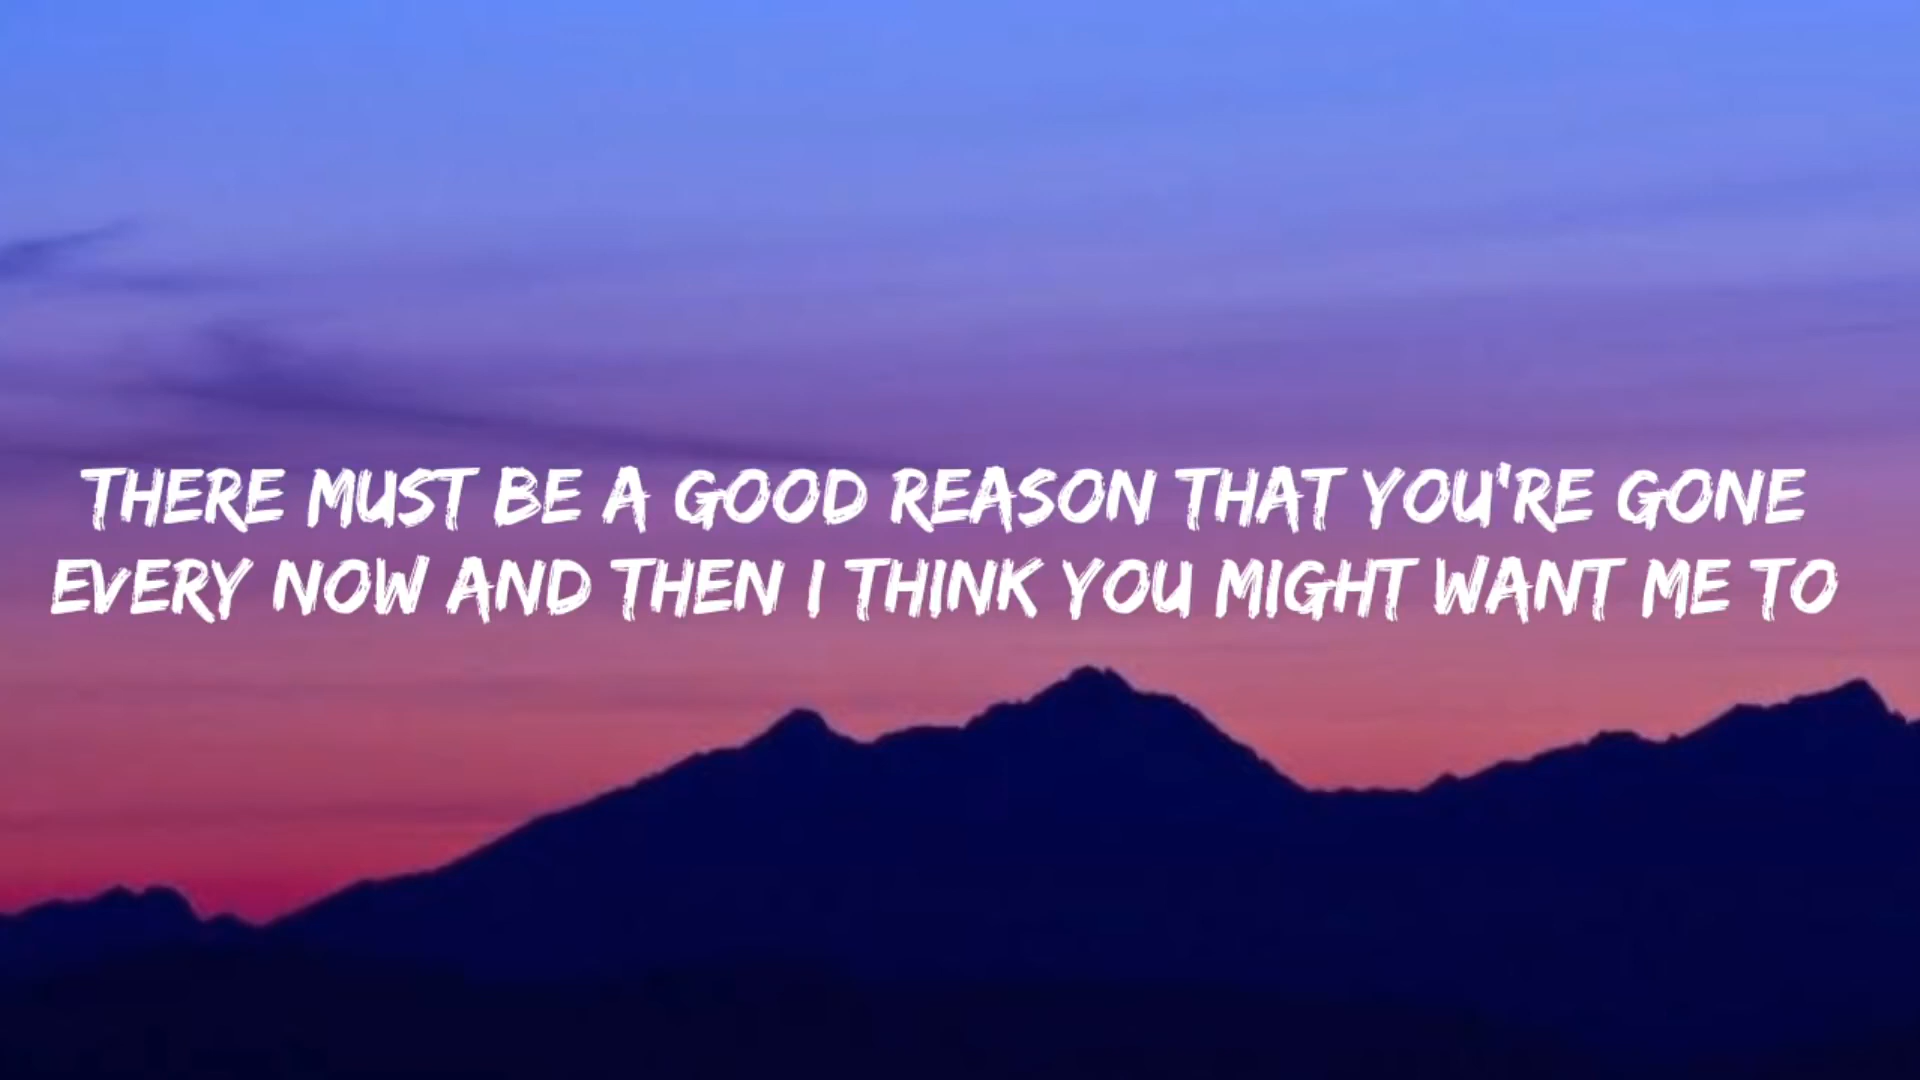 THERE MUST BE A GOOD REASON THAT YOU'RE GONE
EVERY NOW AND THEN I THINK YOU MIGHT WANT ME TO